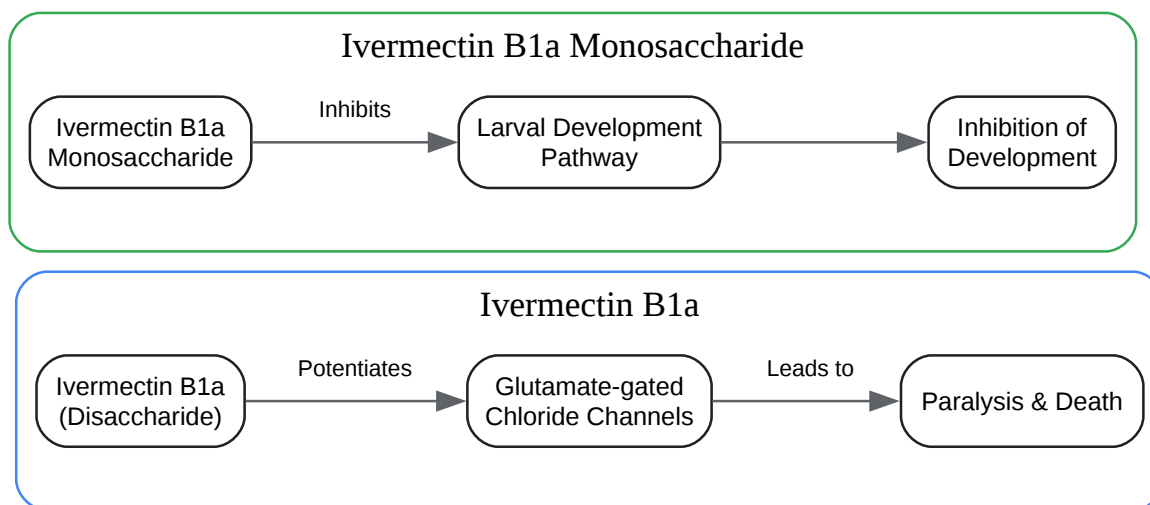 Ivermectin B1a Monosaccharide
Ivermectin B1a
Monosaccharide
Inhibits
Larval Development
Pathway
Inhibition of
Development
Ivermectin B1a
Ivermectin B1a
(Disaccharide)
Potentiates
Glutamate-gated
Chloride Channels
Leads to
Paralysis & Death